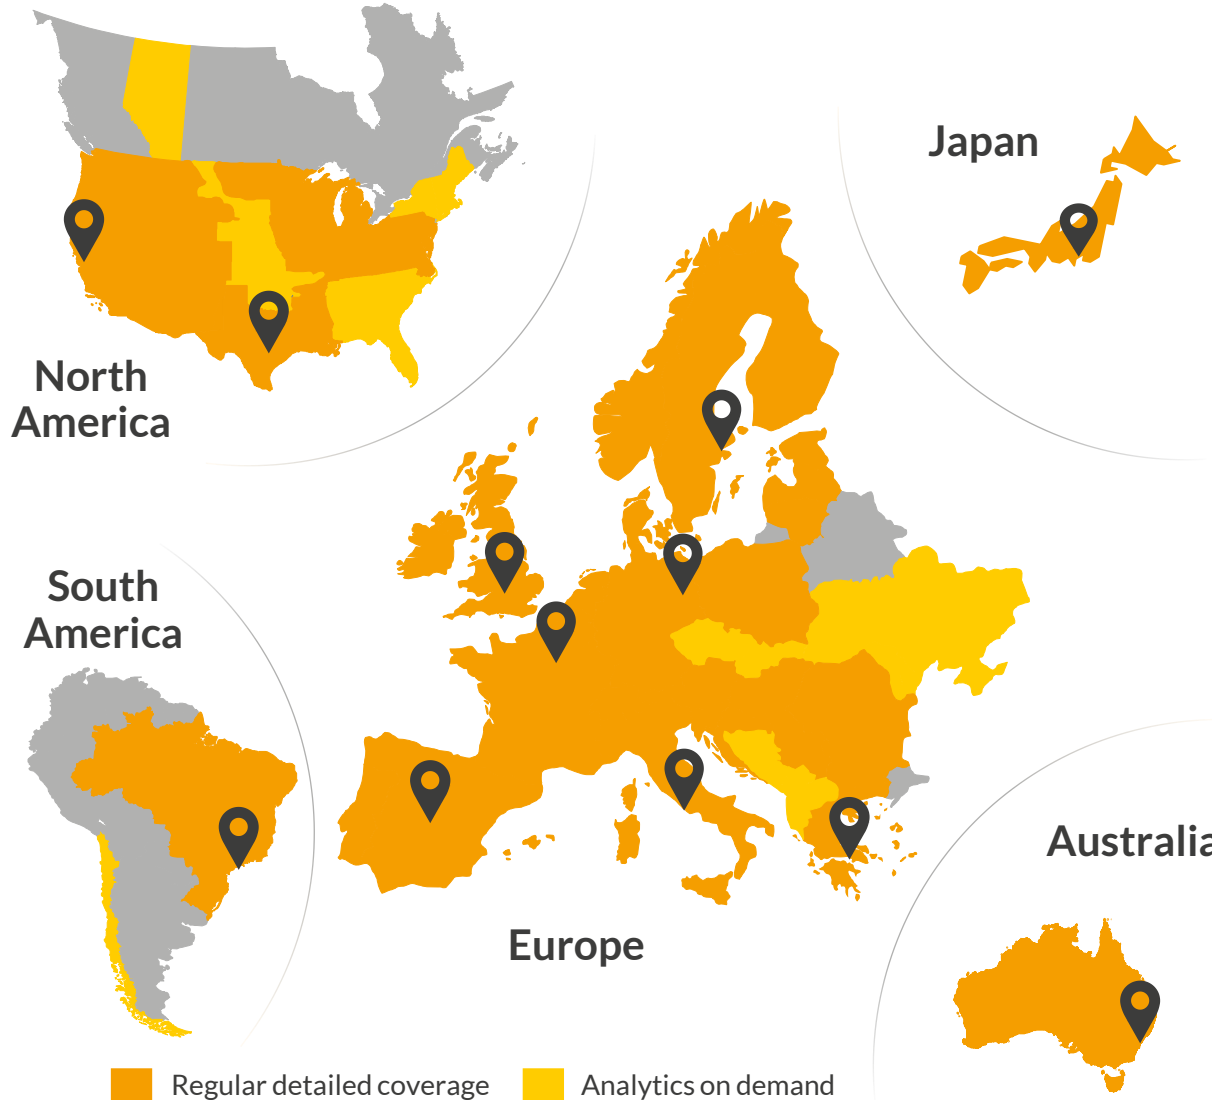 Japan
North
America
South
America
Australia
Europe
Regular detailed coverage
Analytics on demand